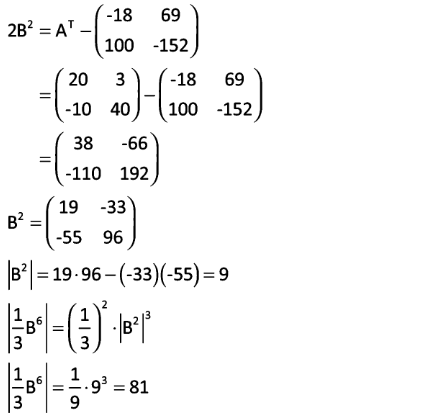 2B² = Aᵀ − (-18 69
100 -152)
= (20 3
-10 40) − (-18 69
100 -152)
= (38 -66
-110 192)
B² = (19 -33
-55 96)
|B²| = 19·96 − (-33)(-55) = 9
|1/3 B⁶| = (1/3)² · |B²|³
|1/3 B⁶| = 1/9 · 9³ = 81